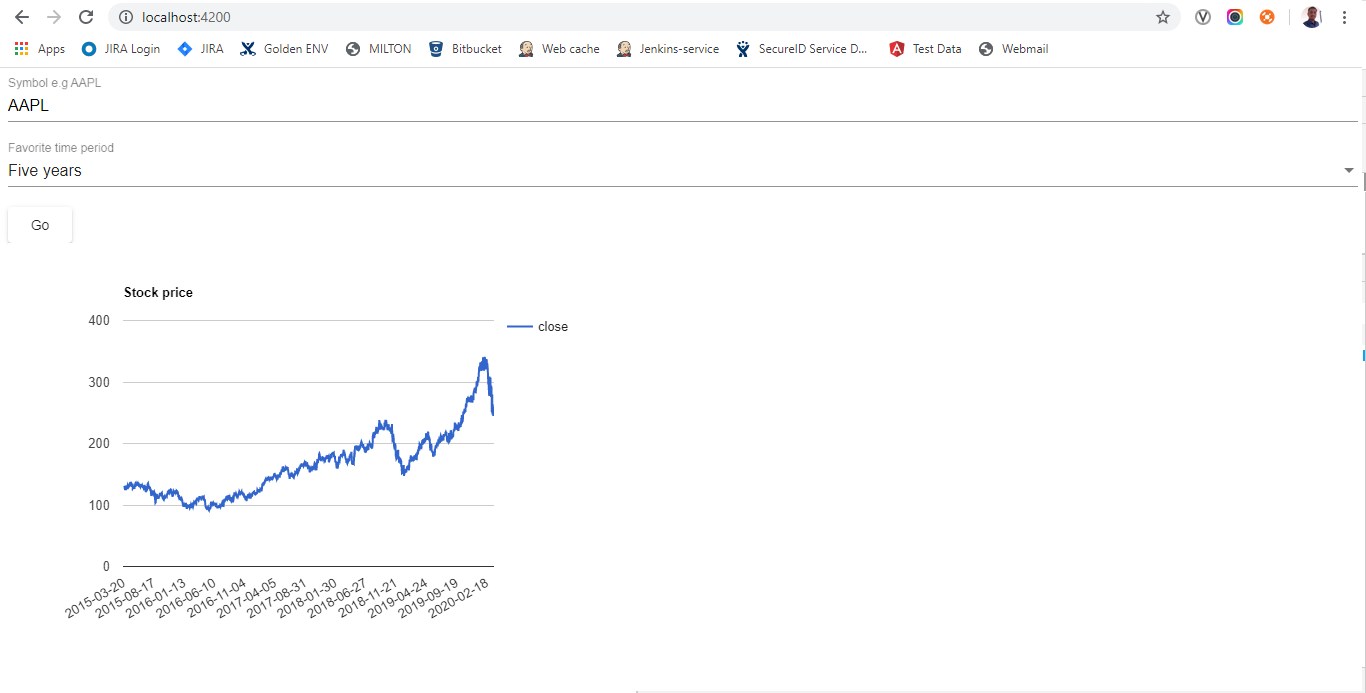 localhost:4200
Apps JIRA Login JIRA Golden ENV MILTON Bitbucket Web cache Jenkins-service SecureID Service D... Test Data Webmail
Symbol e.g AAPL
AAPL
Favorite time period
Five years
Go
Stock price
close
400
300
200
100
0
2015-03-20
2015-08-17
2016-01-13
2016-06-10
2016-11-04
2017-04-05
2017-08-31
2018-01-30
2018-06-27
2018-11-21
2019-04-24
2019-09-19
2020-02-18